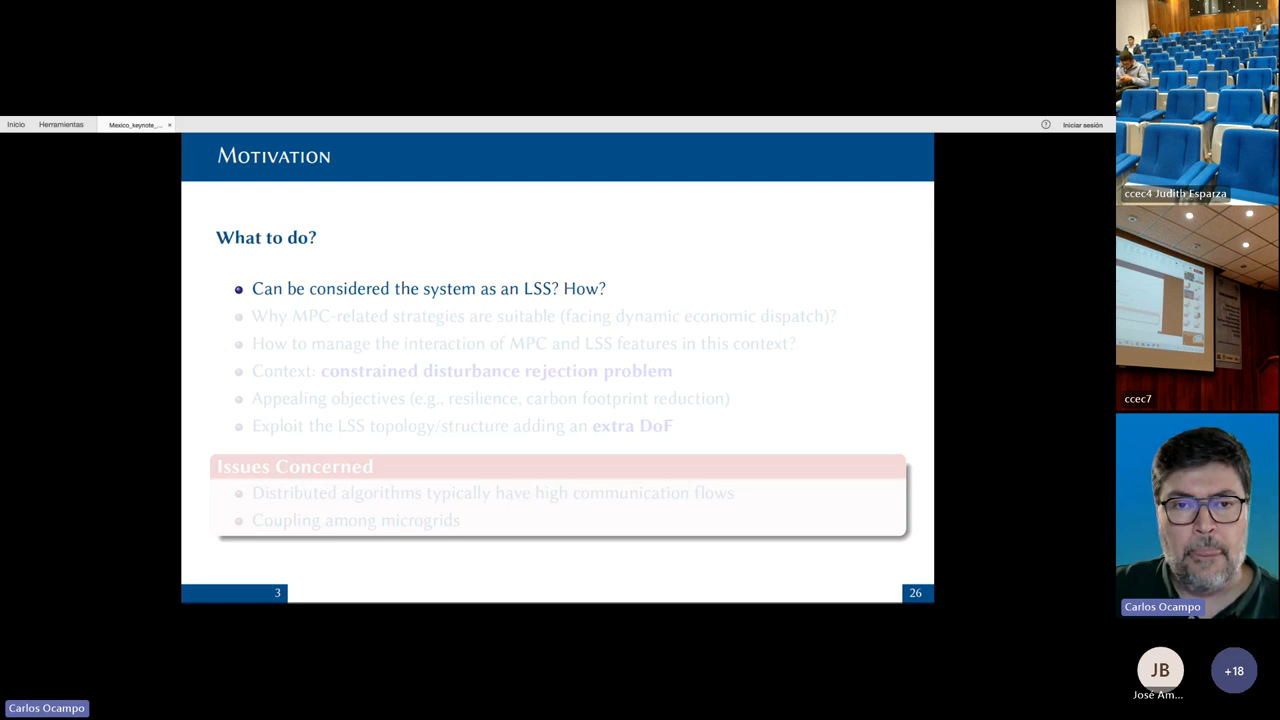 Inicio
Herramientas
Mexico_keynote_...
×
?
Iniciar sesión
MOTIVATION
What to do?
Can be considered the system as an LSS? How?
Why MPC-related strategies are suitable (facing dynamic economic dispatch)?
How to manage the interaction of MPC and LSS features in this context?
Context: constrained disturbance rejection problem
Appealing objectives (e.g., resilience, carbon footprint reduction)
Exploit the LSS topology/structure adding an extra DoF
Issues Concerned
Distributed algorithms typically have high communication flows
Coupling among microgrids
3
26
ccec4 Judith Esparza
ccec7
Carlos Ocampo
JB
José Am...
+18
Carlos Ocampo